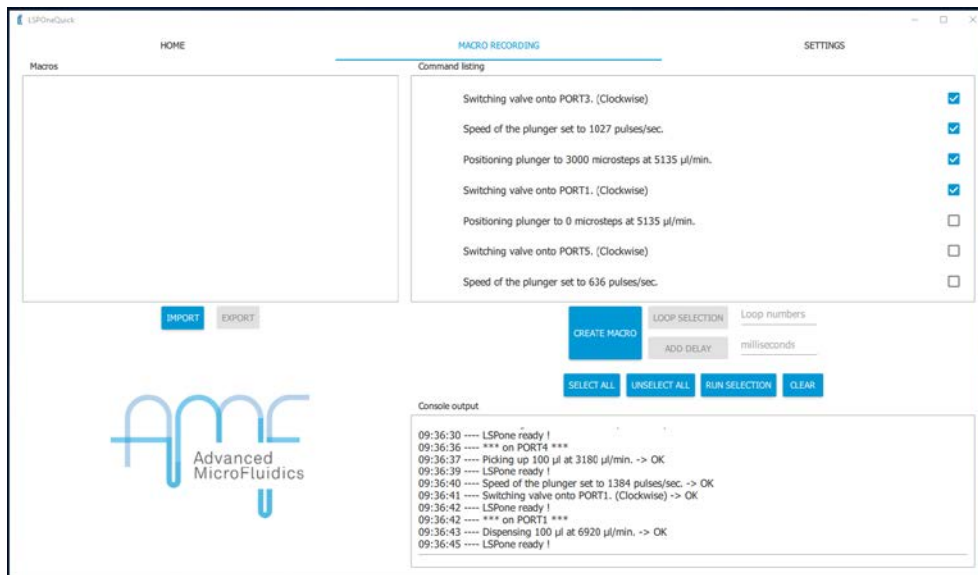 LSPOneQuick
HOME
MACRO RECORDING
SETTINGS
Macros
Command listing
Switching valve onto PORT3. (Clockwise)
Speed of the plunger set to 1027 pulses/sec.
Positioning plunger to 3000 microsteps at 5135 µl/min.
Switching valve onto PORT1. (Clockwise)
Positioning plunger to 0 microsteps at 5135 µl/min.
Switching valve onto PORT5. (Clockwise)
Speed of the plunger set to 636 pulses/sec.
IMPORT
EXPORT
CREATE MACRO
LOOP SELECTION
Loop numbers
ADD DELAY
milliseconds
SELECT ALL
UNSELECT ALL
RUN SELECTION
CLEAR
AMF
Advanced
MicroFluidics
Console output
09:36:30 ---- LSPone ready !
09:36:36 ---- *** on PORT4 ***
09:36:37 ---- Picking up 100 µl at 3180 µl/min. -> OK
09:36:39 ---- LSPone ready !
09:36:40 ---- Speed of the plunger set to 1384 pulses/sec. -> OK
09:36:41 ---- Switching valve onto PORT1. (Clockwise) -> OK
09:36:42 ---- LSPone ready !
09:36:42 ---- *** on PORT1 ***
09:36:43 ---- Dispensing 100 µl at 6920 µl/min. -> OK
09:36:45 ---- LSPone ready !